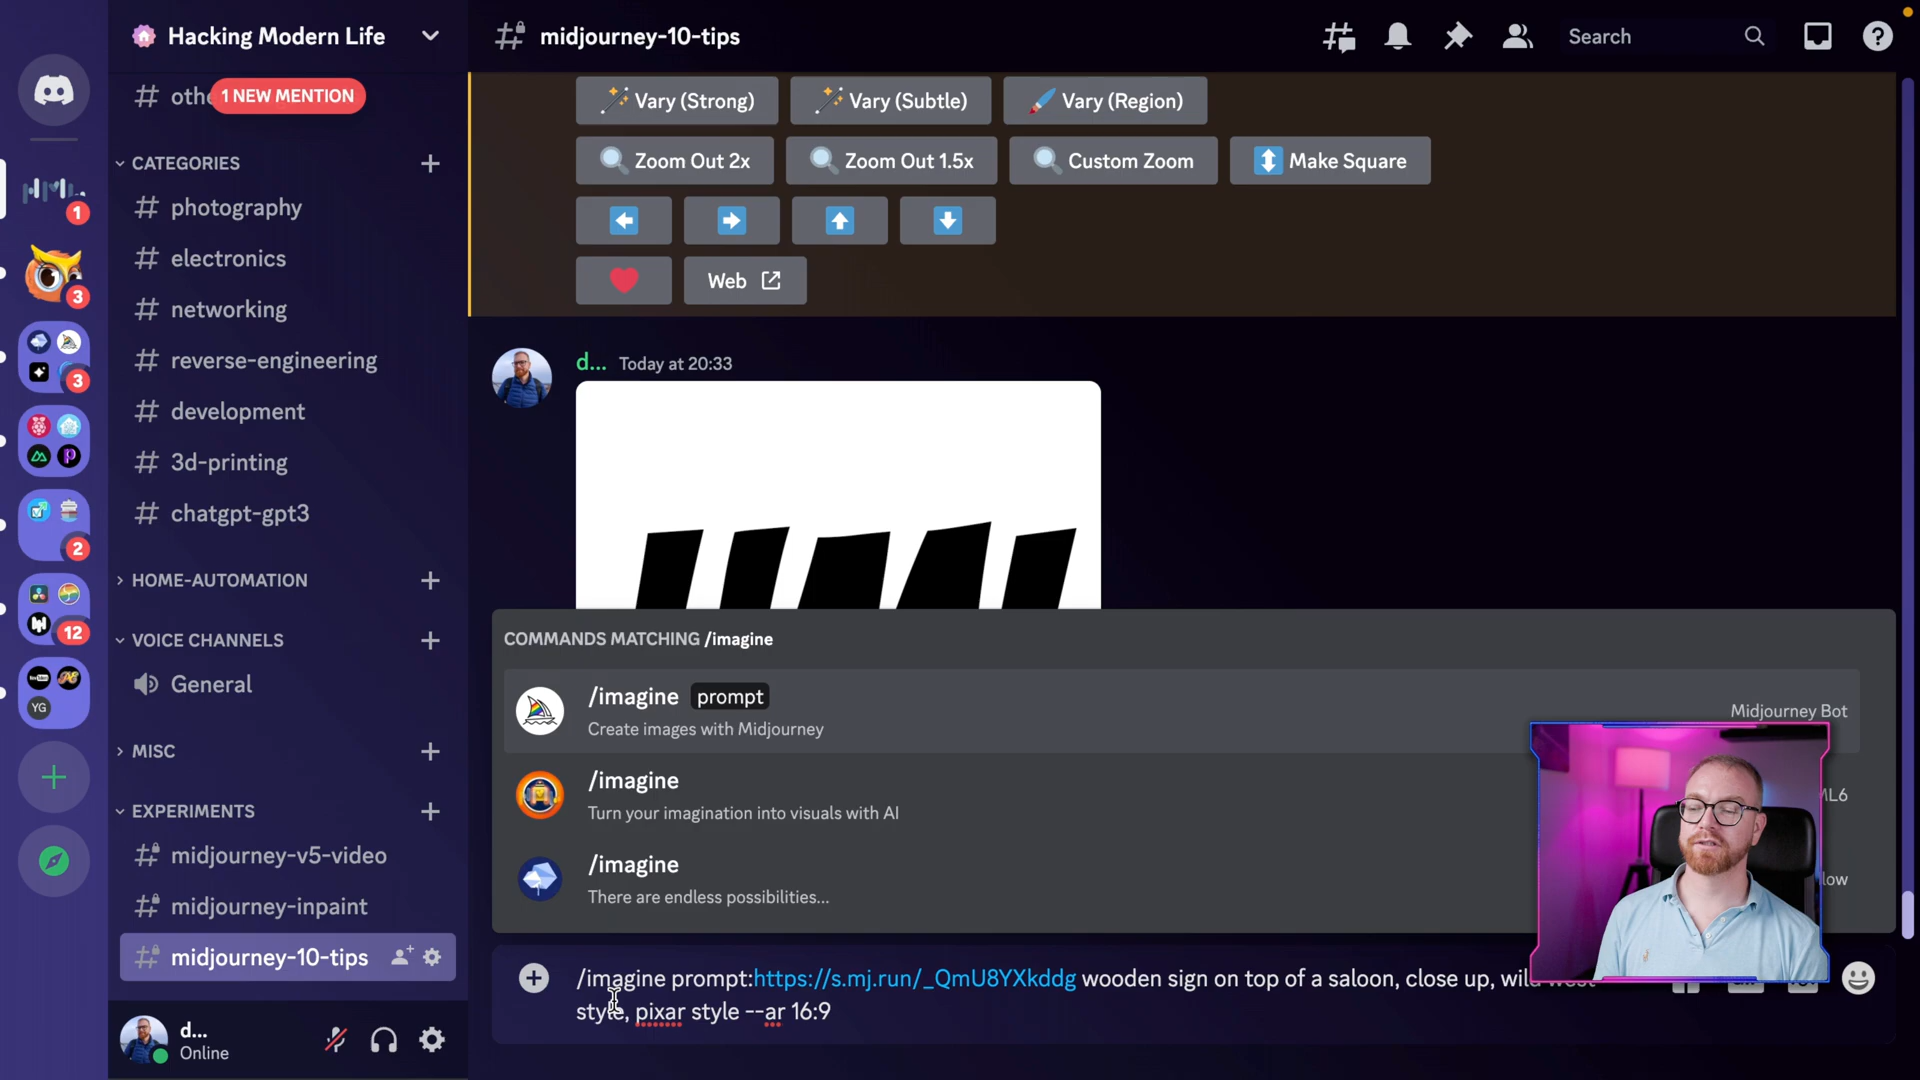 Hacking Modern Life
midjourney-10-tips
Search
othe
1 NEW MENTION
Vary (Strong)
Vary (Subtle)
Vary (Region)
CATEGORIES
Zoom Out 2x
Zoom Out 1.5x
Custom Zoom
Make Square
photography
electronics
Web
networking
reverse-engineering
d... Today at 20:33
development
3d-printing
chatgpt-gpt3
HOME-AUTOMATION
VOICE CHANNELS
General
MISC
EXPERIMENTS
midjourney-v5-video
midjourney-inpaint
midjourney-10-tips
COMMANDS MATCHING /imagine
/imagine prompt
Create images with Midjourney
Midjourney Bot
/imagine
Turn your imagination into visuals with AI
ML6
/imagine
There are endless possibilities...
low
/imagine prompt:https://s.mj.run/_QmU8YXkddg wooden sign on top of a saloon, close up, wild west
style, pixar style --ar 16:9
d...
Online
1
3
3
2
12
YG